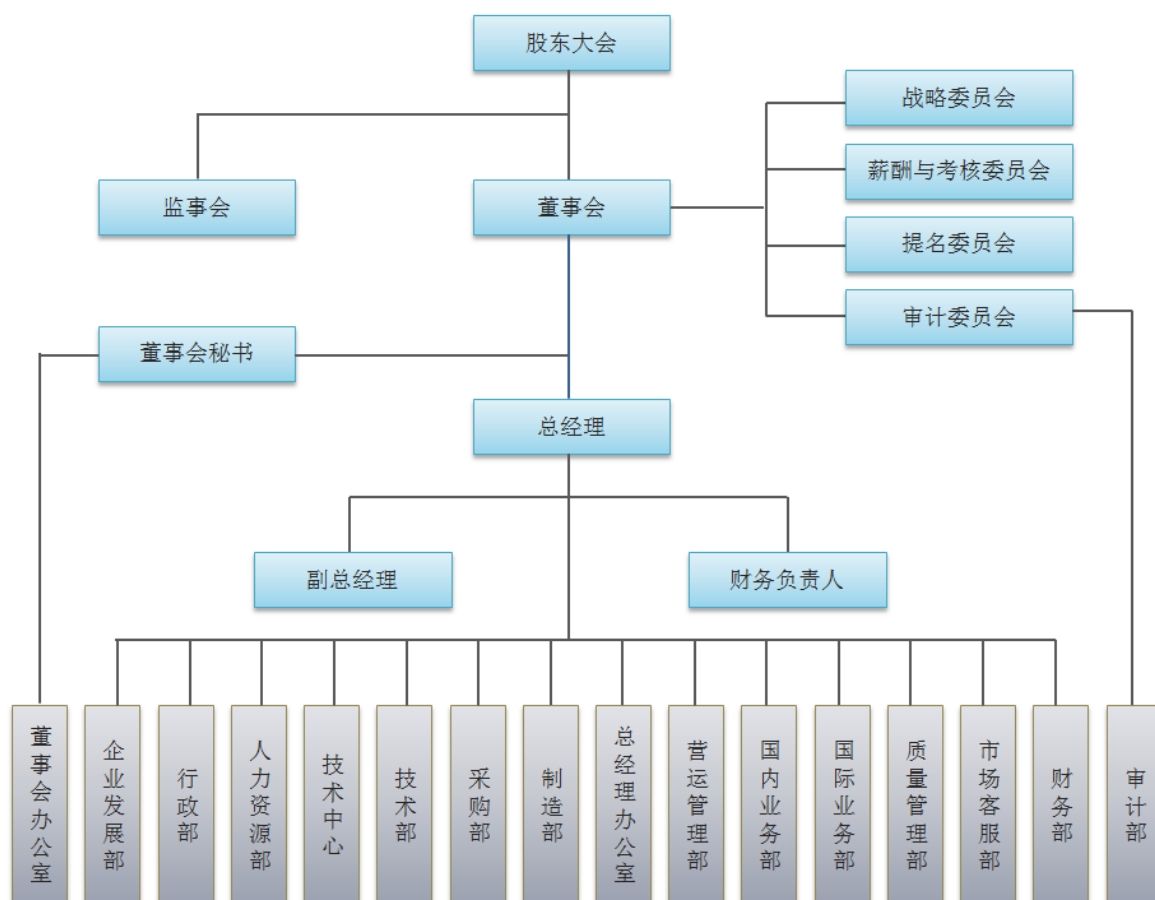 股东大会
战略委员会
薪酬与考核委员会
监事会
董事会
提名委员会
审计委员会
董事会秘书
总经理
副总经理
财务负责人
董事会办公室
企业发展部
行政部
人力资源部
技术中心
技术部
采购部
制造部
总经理办公室
营运管理部
国内业务部
国际业务部
质量管理部
市场客服部
财务部
审计部